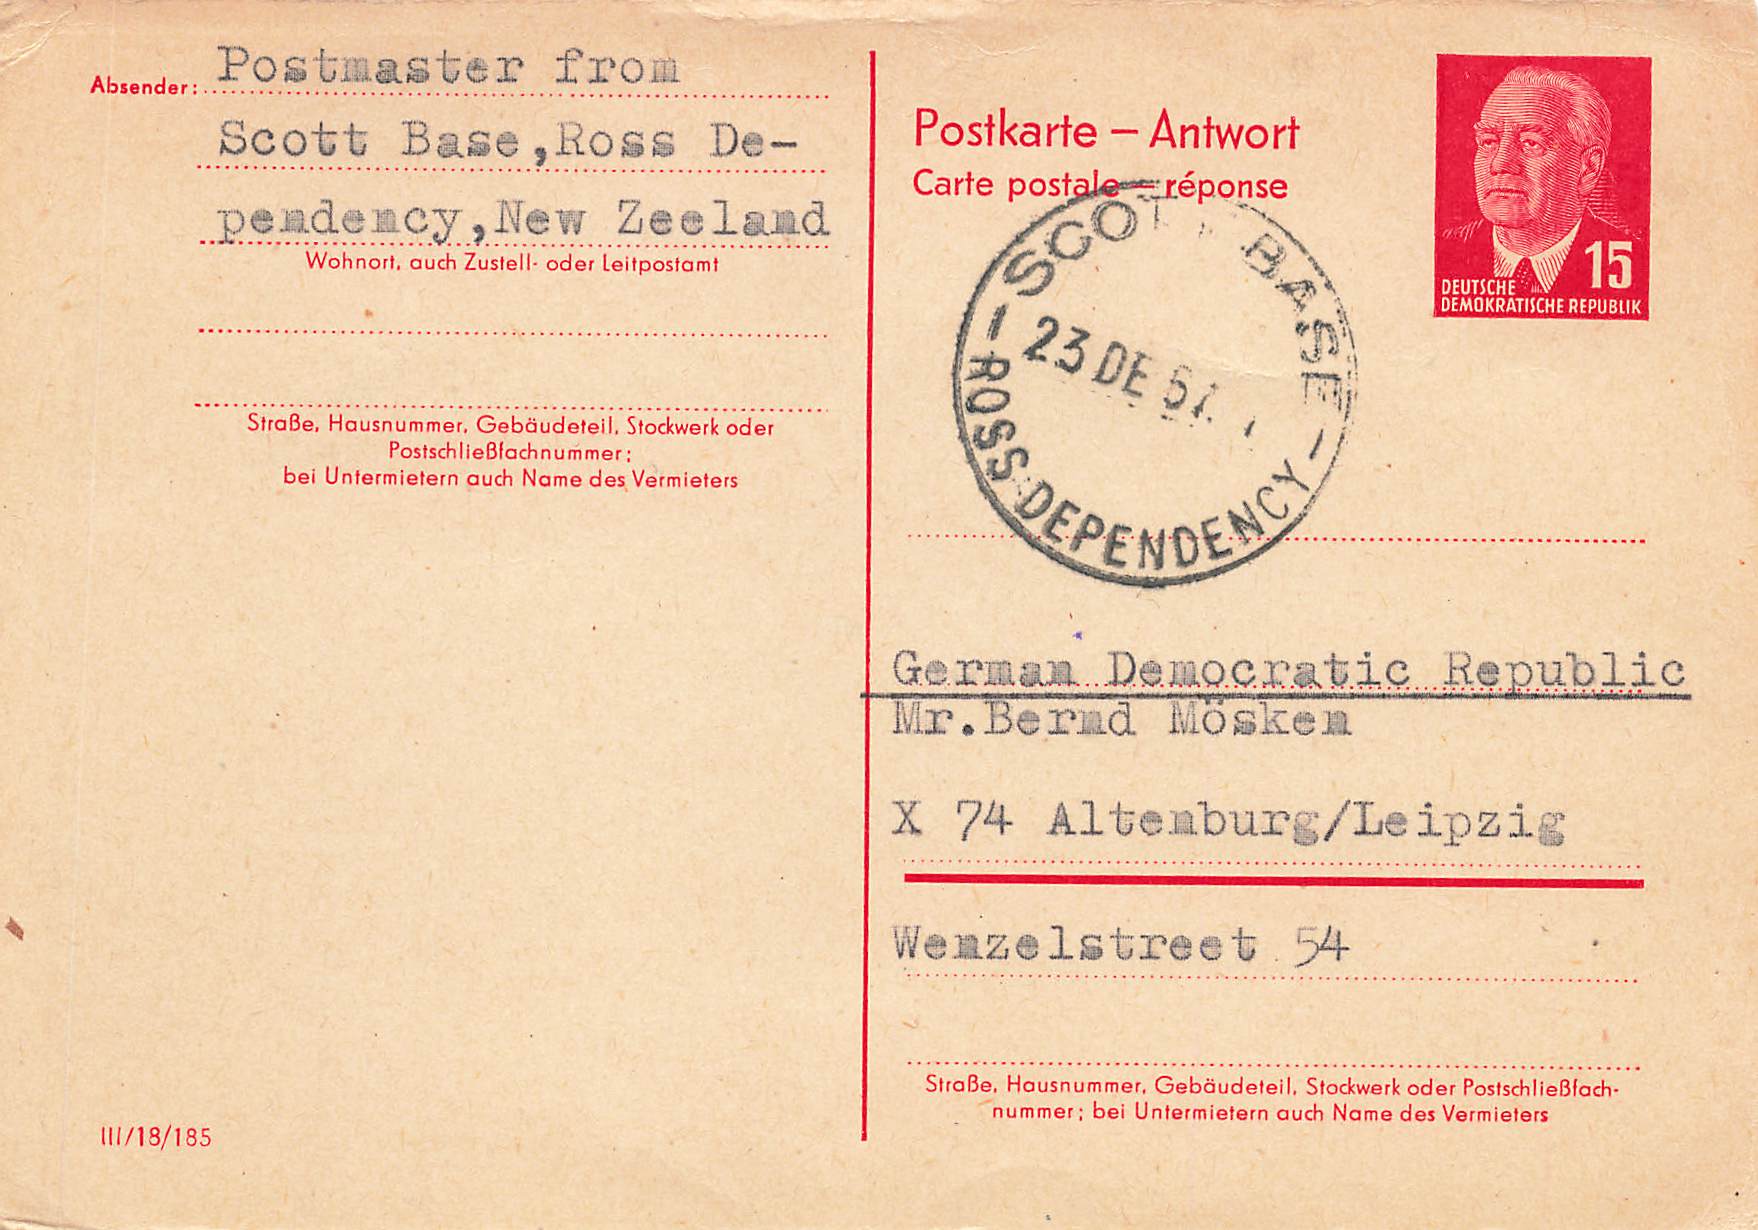 Absender: Postmaster from
Scott Base,Ross De-
pendency,New Zeeland
Wohnort, auch Zustell- oder Leitpostamt
Straße, Hausnummer, Gebäudeteil, Stockwerk oder
Postschließfachnummer;
bei Untermietern auch Name des Vermieters
III/18/185
Postkarte – Antwort
Carte postale – réponse
15
DEUTSCHE
DEMOKRATISCHE REPUBLIK
SCOTT BASE
23 DE
ROSS DEPENDENCY
German Democratic Republic
Mr.Bernd Mösken
X 74 Altenburg/Leipzig
Wenzelstreet 54
Straße, Hausnummer, Gebäudeteil, Stockwerk oder Postschließfach-
nummer; bei Untermietern auch Name des Vermieters